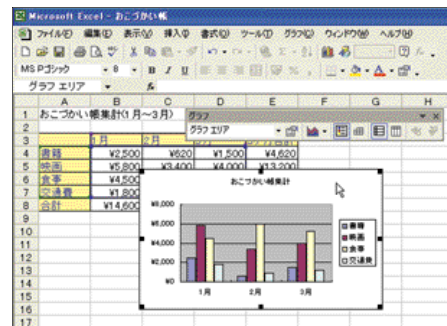 Microsoft Excel - おこづかい帳
ファイル(F) 編集(E) 表示(V) 挿入(I) 書式(O) ツール(T) グラフ(C) ウィンドウ(W) ヘルプ(H)
MS Pゴシック 8 B I U
グラフ エリア fx
A B C D E F G H
1 おこづかい帳集計(1月～3月)
グラフ
グラフ エリア
2
3 1月 2月
4 書籍 ¥2,500 ¥620 ¥1,500 ¥4,620
5 映画 ¥5,800 ¥3,400 ¥4,000 ¥13,200
6 食事 ¥4,500
7 交通費 ¥1,800
8 合計 ¥14,600
9
10
11
12
13
14
15
16
17
おこづかい帳集計
¥8,000
¥6,000
¥4,000
¥2,000
¥0
1月 2月 3月
書籍
映画
食事
交通費